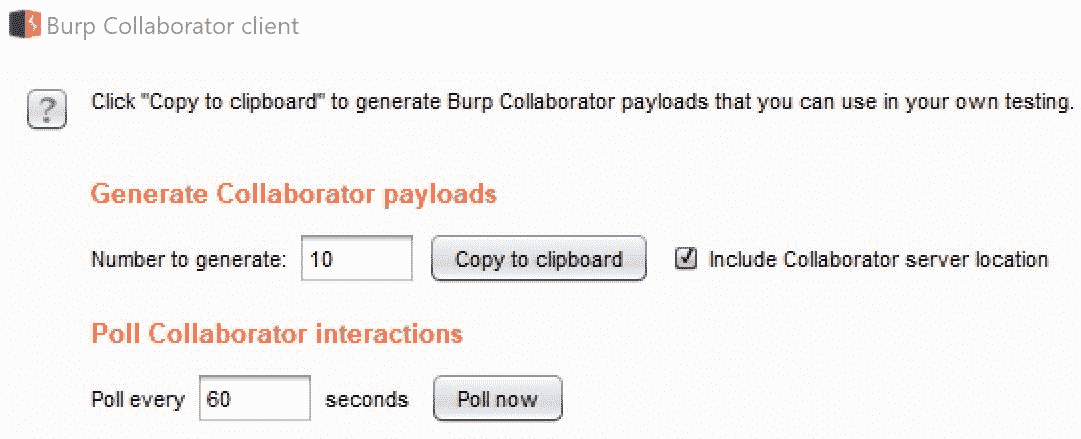 Burp Collaborator client
?
Click "Copy to clipboard" to generate Burp Collaborator payloads that you can use in your own testing.
Generate Collaborator payloads
Number to generate: 10 Copy to clipboard Include Collaborator server location
Poll Collaborator interactions
Poll every 60 seconds Poll now